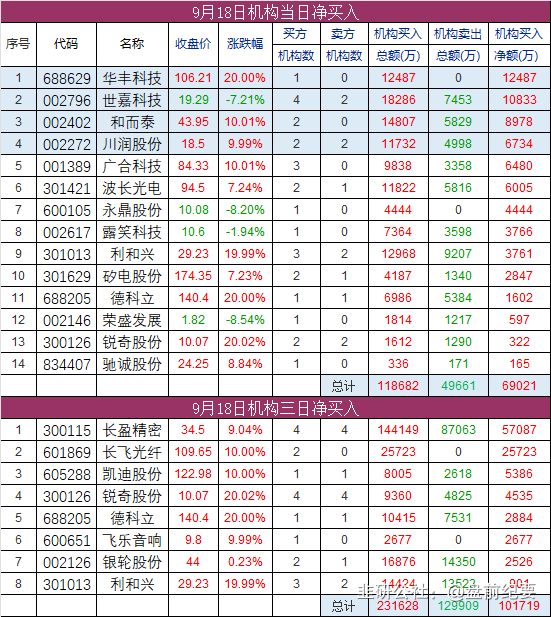 9月18日机构当日净买入
序号 代码 名称 收盘价 涨跌幅 买方机构数 卖方机构数 机构买入总额(万) 机构卖出总额(万) 机构买入净额(万)
1 688629 华丰科技 106.21 20.00% 1 0 12487 0 12487
2 002796 世嘉科技 19.29 -7.21% 4 2 18286 7453 10833
3 002402 和而泰 43.95 10.01% 2 0 14807 5829 8978
4 002272 川润股份 18.5 9.99% 2 2 11732 4998 6734
5 001389 广合科技 84.33 10.01% 3 0 9838 3358 6480
6 301421 波长光电 94.5 7.24% 2 1 11822 5816 6005
7 600105 永鼎股份 10.08 -8.20% 1 0 4444 0 4444
8 002617 露笑科技 10.6 -1.94% 1 0 7364 3598 3766
9 301013 利和兴 29.23 19.99% 3 2 12968 9207 3761
10 301629 矽电股份 174.35 7.23% 2 1 4187 1340 2847
11 688205 德科立 140.4 20.00% 1 1 6986 5384 1602
12 002146 荣盛发展 1.82 -8.54% 1 0 1814 1217 597
13 300126 锐奇股份 10.07 20.02% 2 2 1612 1290 322
14 834407 驰诚股份 24.25 8.84% 1 0 336 171 165
总计 118682 49661 69021
9月18日机构三日净买入
1 300115 长盈精密 34.5 9.04% 4 4 144149 87063 57087
2 601869 长飞光纤 109.65 10.00% 2 0 25723 0 25723
3 605288 凯迪股份 122.98 10.00% 1 1 8005 2618 5386
4 300126 锐奇股份 10.07 20.02% 4 4 9360 4825 4535
5 688205 德科立 140.4 20.00% 1 1 10415 7531 2884
6 600651 飞乐音响 9.8 9.99% 1 0 2677 0 2677
7 002126 银轮股份 44 0.23% 2 1 16876 14350 2526
8 301013 利和兴 29.23 19.99% 3 2 14424 13523 901
总计 231628 129909 101719
韭研公社：@盘前纪要